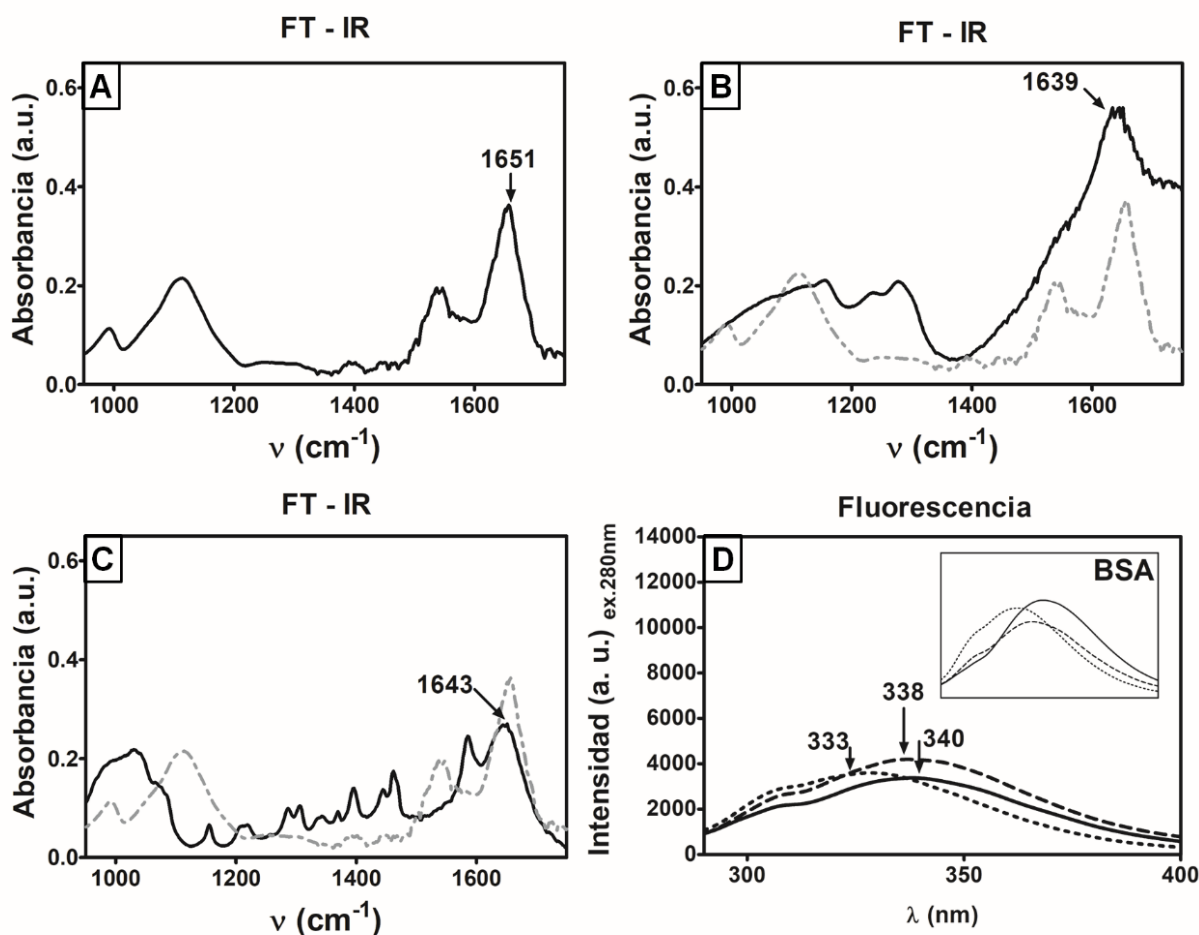 FT - IR
A
Absorbancia (a.u.)
0.6
0.4
0.2
0.0
1651
1000 1200 1400 1600
ν (cm-1)
FT - IR
B
Absorbancia (a.u.)
0.6
0.4
0.2
0.0
1639
1000 1200 1400 1600
ν (cm-1)
FT - IR
C
Absorbancia (a.u.)
0.6
0.4
0.2
0.0
1643
1000 1200 1400 1600
ν (cm-1)
Fluorescencia
D
Intensidad (a. u.) ex.280nm
14000
12000
10000
8000
6000
4000
2000
0
BSA
338
333
340
300 350 400
λ (nm)